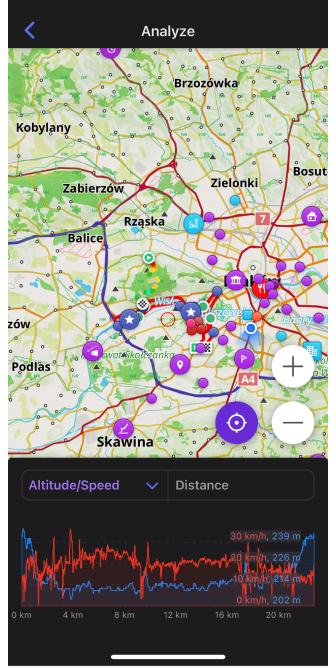 Analyze
Brzozówka
Kobylany
Zabierzów
Zielonki
Bosut
Rząska
7
Balice
Wisł
zów
Bagry
Podlas
A4
Skawina
Altitude/Speed
Distance
30 km/h, 239 m
20 km/h, 226 m
10 km/h, 214 m
0 km/h, 202 m
0 km 4 km 8 km 12 km 16 km 20 km